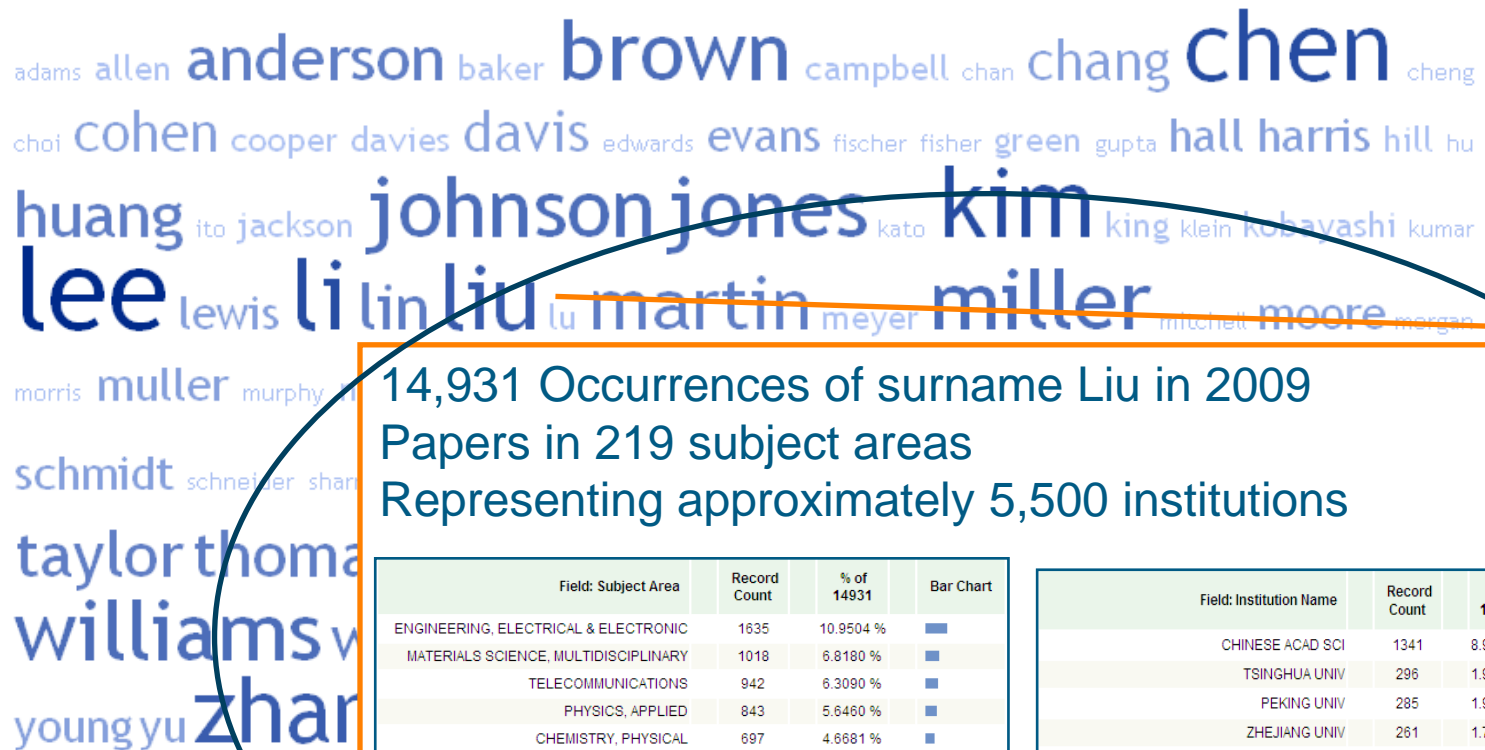 adams allen anderson baker brown campbell chan chang chen cheng
choi cohen cooper davies davis edwards evans fischer fisher green gupta hall harris hill hu
huang ito jackson johnson jones kato kim king klein kobayashi kumar
lee lewis li lin liu lu martin meyer miller mitchell moore morgan
morris muller murphy
14,931 Occurrences of surname Liu in 2009
Papers in 219 subject areas
schmidt schneider
Representing approximately 5,500 institutions
taylor
williams
young yu
Field: Subject Area Record Count % of 14931 Bar Chart
ENGINEERING, ELECTRICAL & ELECTRONIC 1635 10.9504 %
MATERIALS SCIENCE, MULTIDISCIPLINARY 1018 6.8180 %
TELECOMMUNICATIONS 942 6.3090 %
PHYSICS, APPLIED 843 5.6460 %
CHEMISTRY, PHYSICAL 697 4.6681 %
Field: Institution Name Record Count
CHINESE ACAD SCI 1341
TSINGHUA UNIV 296
PEKING UNIV 285
ZHEJIANG UNIV 261